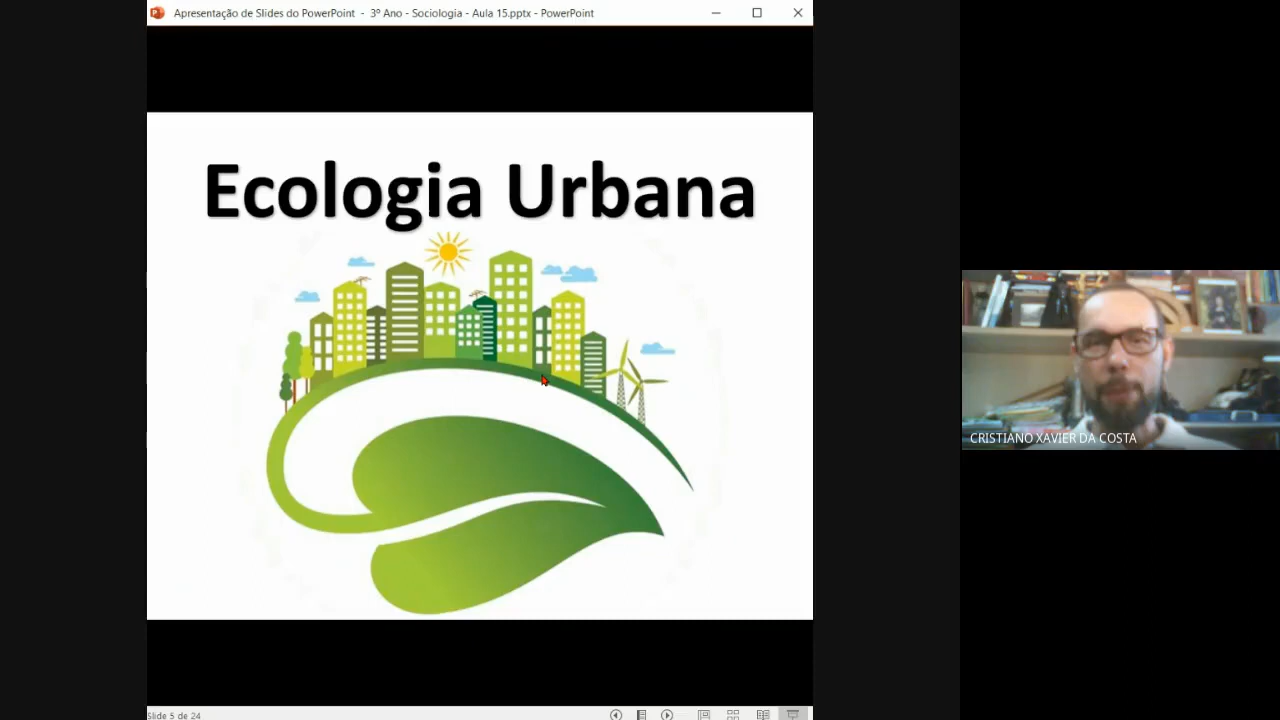 Apresentação de Slides do PowerPoint - 3º Ano - Sociologia - Aula 15.pptx - PowerPoint
Ecologia Urbana
CRISTIANO XAVIER DA COSTA
Slide 5 de 24